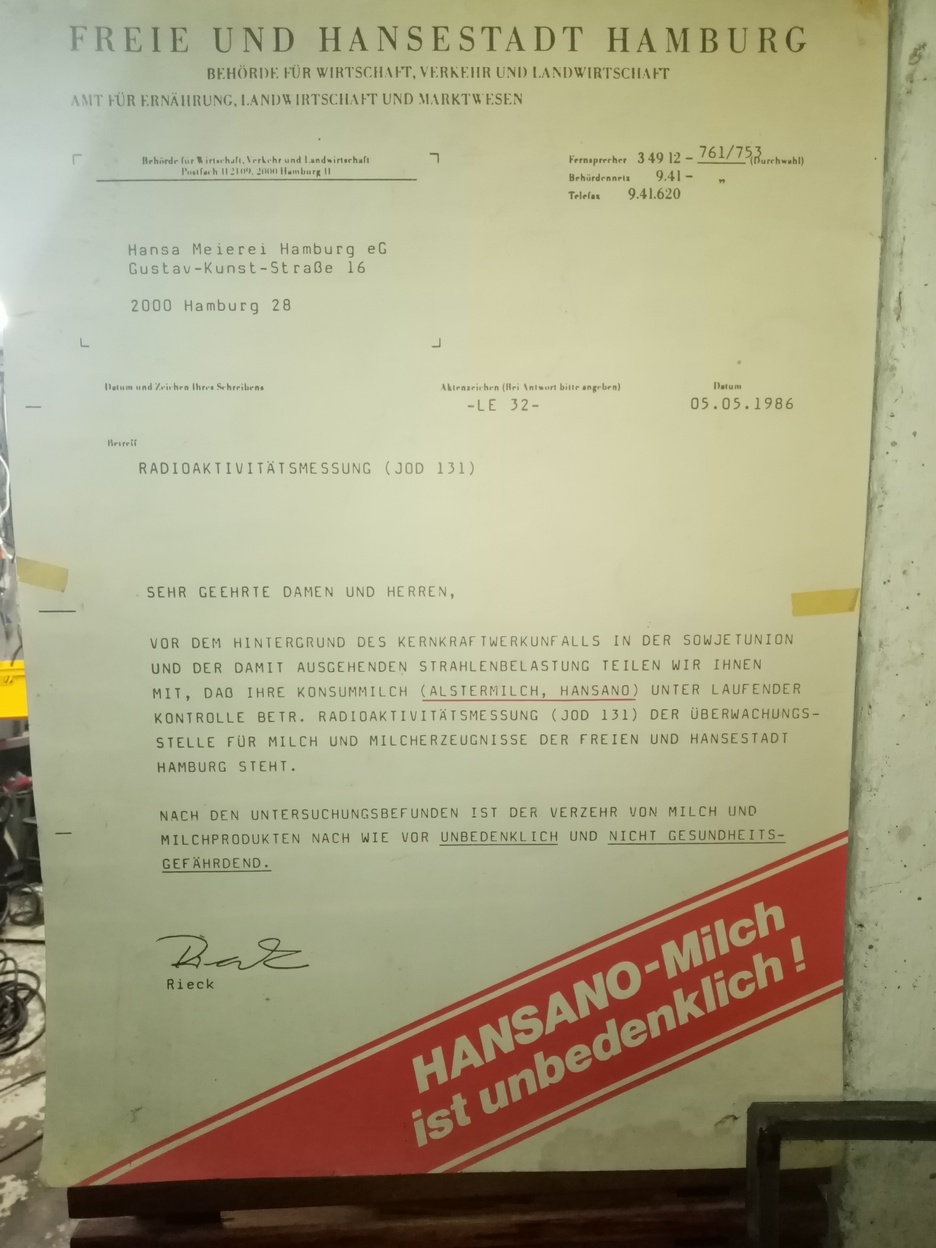 FREIE UND HANSESTADT HAMBURG
BEHÖRDE FÜR WIRTSCHAFT, VERKEHR UND LANDWIRTSCHAFT
AMT FÜR ERNÄHRUNG, LANDWIRTSCHAFT UND MARKTWESEN
Behörde für Wirtschaft, Verkehr und Landwirtschaft
Postfach 11 2109, 2000 Hamburg 11
Fernsprecher 3 49 12 – 761/753 (Durchwahl)
Behördennetz 9.41 – „
Telefax 9.41.620
Hansa Meierei Hamburg eG
Gustav-Kunst-Straße 16
2000 Hamburg 28
Datum und Zeichen Ihres Schreibens
Aktenzeichen (Bei Antwort bitte angeben)
Datum
-LE 32-
05.05.1986
Betreff
RADIOAKTIVITÄTSMESSUNG (JOD 131)
SEHR GEEHRTE DAMEN UND HERREN,
VOR DEM HINTERGRUND DES KERNKRAFTWERKUNFALLS IN DER SOWJETUNION
UND DER DAMIT AUSGEHENDEN STRAHLENBELASTUNG TEILEN WIR IHNEN
MIT, DAß IHRE KONSUMMILCH (ALSTERMILCH, HANSANO) UNTER LAUFENDER
KONTROLLE BETR. RADIOAKTIVITÄTSMESSUNG (JOD 131) DER ÜBERWACHUNGS-
STELLE FÜR MILCH UND MILCHERZEUGNISSE DER FREIEN UND HANSESTADT
HAMBURG STEHT.
NACH DEN UNTERSUCHUNGSBEFUNDEN IST DER VERZEHR VON MILCH UND
MILCHPRODUKTEN NACH WIE VOR UNBEDENKLICH UND NICHT GESUNDHEITS-
GEFÄHRDEND.
Rieck
HANSANO-Milch
ist unbedenklich !